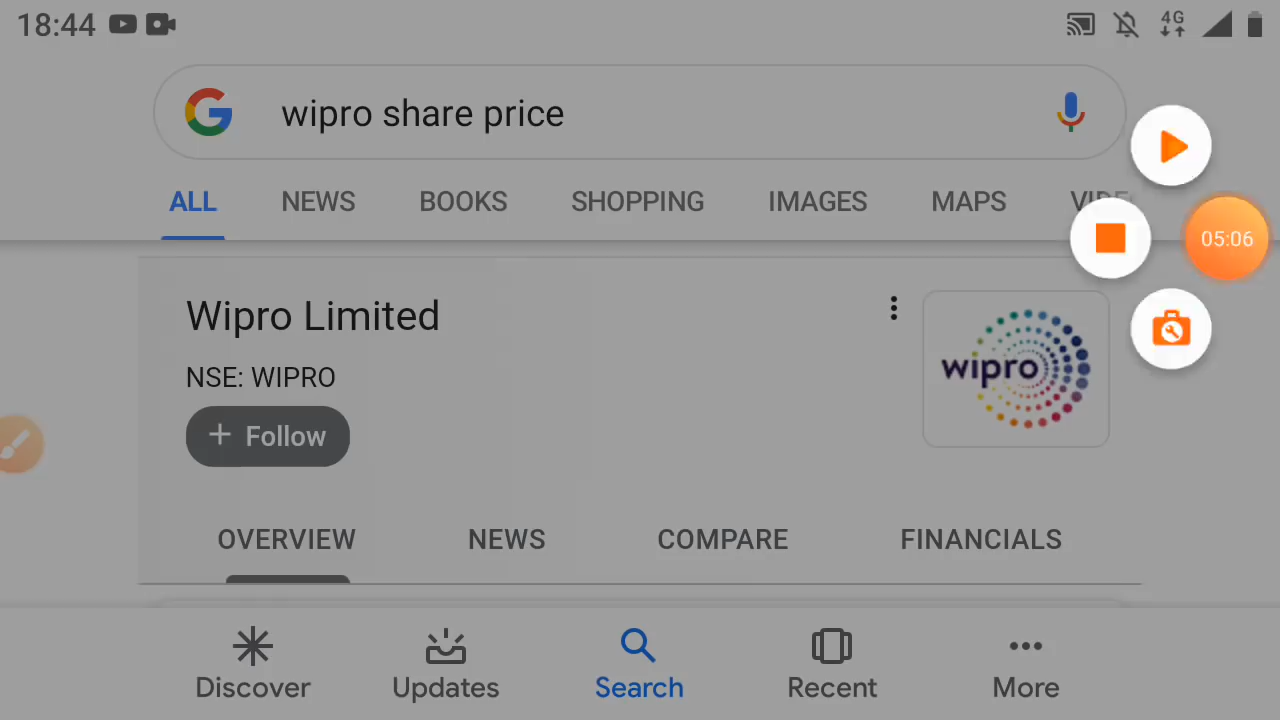 18:44
4G
wipro share price
ALL NEWS BOOKS SHOPPING IMAGES MAPS
05:06
Wipro Limited
wipro
NSE: WIPRO
+ Follow
OVERVIEW NEWS COMPARE FINANCIALS
Discover Updates Search Recent More